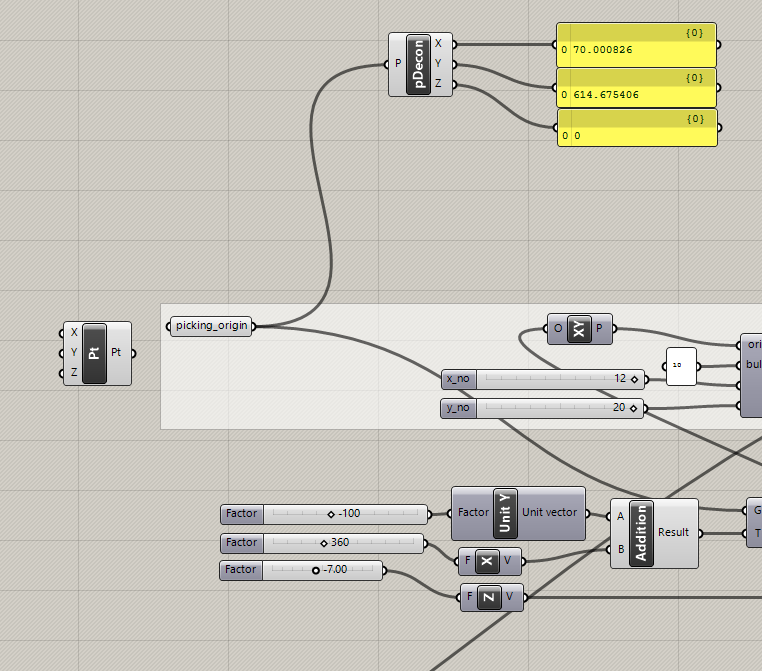 {0}
0 70.000826
{0}
0 614.675406
{0}
0 0
P
pDecon
X
Y
Z
picking_origin
X
Y
Z
Pt
Pt
O
XY
P
x_no
12
10
y_no
20
ori
bul
Factor
-100
Factor
360
Factor
-7.00
Factor
Unit Y
Unit vector
F
X
V
F
Z
V
A
B
Addition
Result
G
T